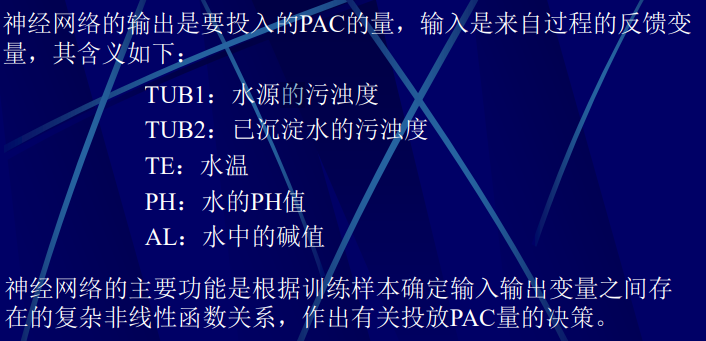 神经网络的输出是要投入的PAC的量，输入是来自过程的反馈变
量，其含义如下：
TUB1：水源的污浊度
TUB2：已沉淀水的污浊度
TE：水温
PH：水的PH值
AL：水中的碱值
神经网络的主要功能是根据训练样本确定输入输出变量之间存
在的复杂非线性函数关系，作出有关投放PAC量的决策。